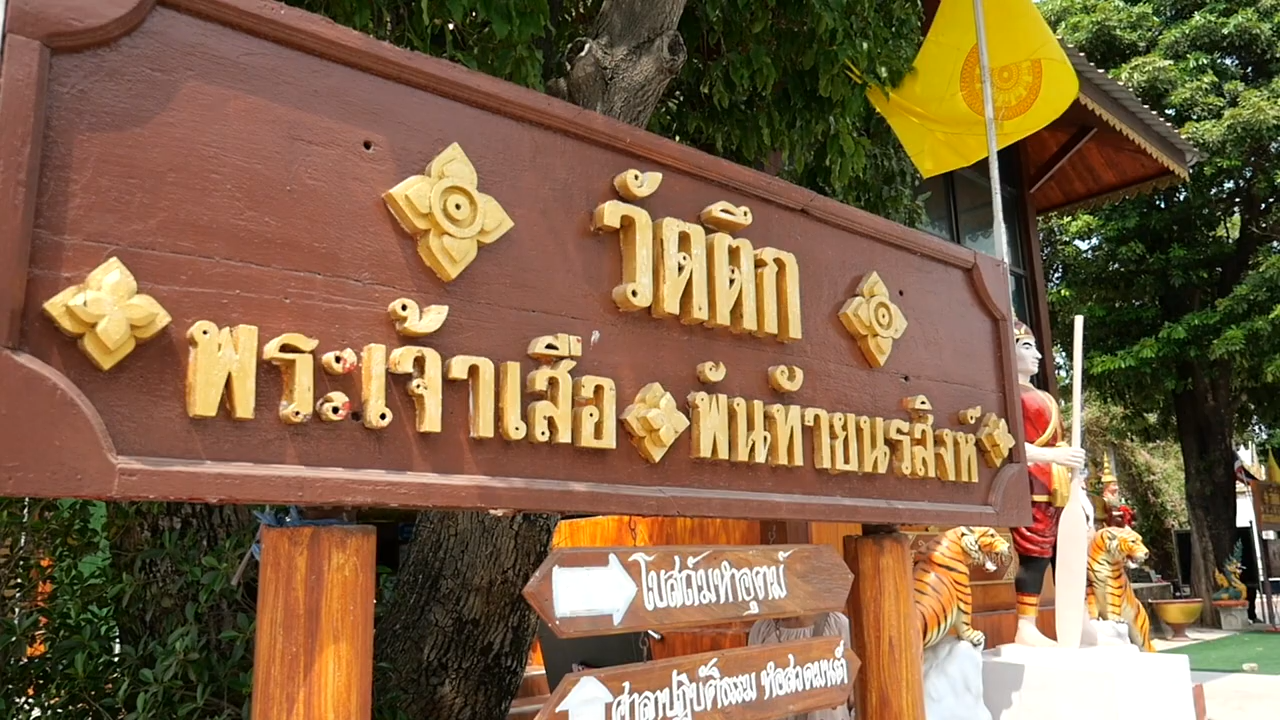 วัดตึก
พระเจ้าเสือ พันท้ายนรสิงห์
โบสถ์มหาอุตม์
ศาลาปฏิบัติธรรม หอสวดมนต์